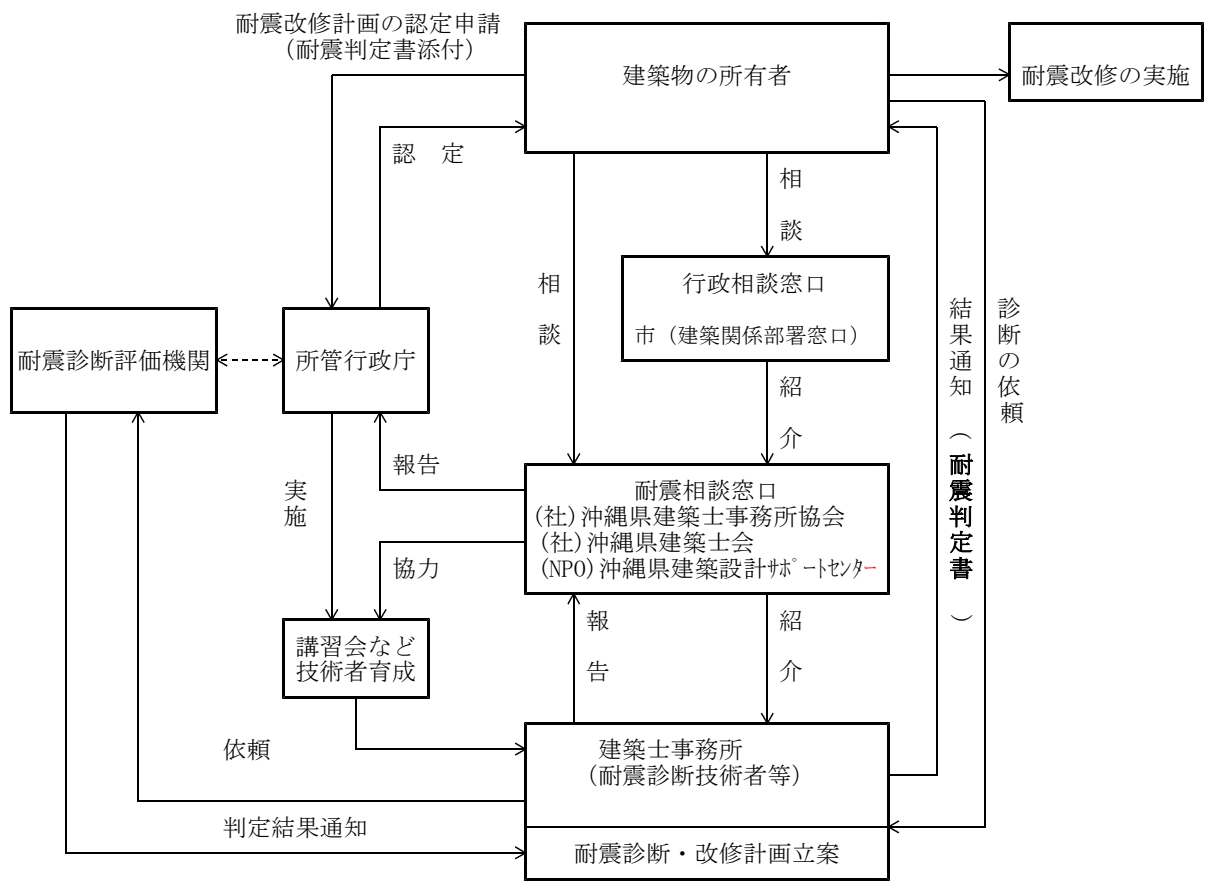 耐震改修計画の認定申請
（耐震判定書添付）
建築物の所有者
耐震改修の実施
認　定
相談
行政相談窓口
市（建築関係部署窓口）
相談
耐震診断評価機関
所管行政庁
結果通知（耐震判定書）
診断の依頼
紹介
報告
実施
耐震相談窓口
(社)沖縄県建築士事務所協会
(社)沖縄県建築士会
(NPO)沖縄県建築設計ｻﾎﾟｰﾄｾﾝﾀｰ
協力
講習会など
技術者育成
報告
紹介
依頼
建築士事務所
（耐震診断技術者等）
判定結果通知
耐震診断・改修計画立案